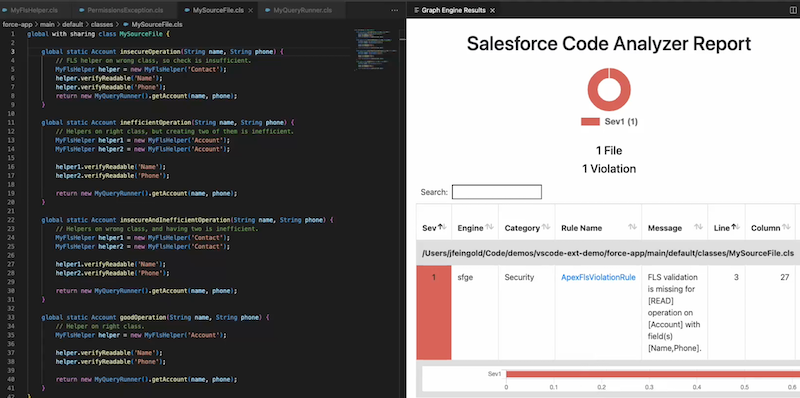 MyFlsHelper.cls
PermissionsException.cls
MySourceFile.cls ×
MyQueryRunner.cls
force-app > main > default > classes > MySourceFile.cls
1 global with sharing class MySourceFile {
2
3 global static Account insecureOperation(String name, String phone) {
4 // FLS helper on wrong class, so check is insufficient.
5 MyFlsHelper helper = new MyFlsHelper('Contact');
6 helper.verifyReadable('Name');
7 helper.verifyReadable('Phone');
8 return new MyQueryRunner().getAccount(name, phone);
9 }
10
11 global static Account inefficientOperation(String name, String phone) {
12 // Helpers on right class, but creating two of them is inefficient.
13 MyFlsHelper helper1 = new MyFlsHelper('Account');
14 MyFlsHelper helper2 = new MyFlsHelper('Account');
15
16 helper1.verifyReadable('Name');
17 helper2.verifyReadable('Phone');
18
19 return new MyQueryRunner().getAccount(name, phone);
20 }
21
22 global static Account insecureAndInefficientOperation(String name, String phone) {
23 // Helpers on wrong class, and having two is inefficient.
24 MyFlsHelper helper1 = new MyFlsHelper('Contact');
25 MyFlsHelper helper2 = new MyFlsHelper('Contact');
26
27 helper1.verifyReadable('Name');
28 helper2.verifyReadable('Phone');
29
30 return new MyQueryRunner().getAccount(name, phone);
31 }
32
33 global static Account goodOperation(String name, String phone) {
34 // Helper on right class.
35 MyFlsHelper helper = new MyFlsHelper('Account');
36
37 helper.verifyReadable('Name');
38 helper.verifyReadable('Phone');
39
40 return new MyQueryRunner().getAccount(name, phone);
41 }
42 }
Graph Engine Results ×
Salesforce Code Analyzer Report
Sev1 (1)
1 File
1 Violation
Search:
Sev Engine Category Rule Name Message Line Column
/Users/jfeingold/Code/demos/vscode-ext-demo/force-app/main/default/classes/MySourceFile.cls
1 sfge Security ApexFlsViolationRule FLS validation 3 27
is missing for
[READ]
operation on
[Account] with
field(s)
[Name,Phone].
Sev1
0 0.1 0.2 0.3 0.4 0.5 0.6